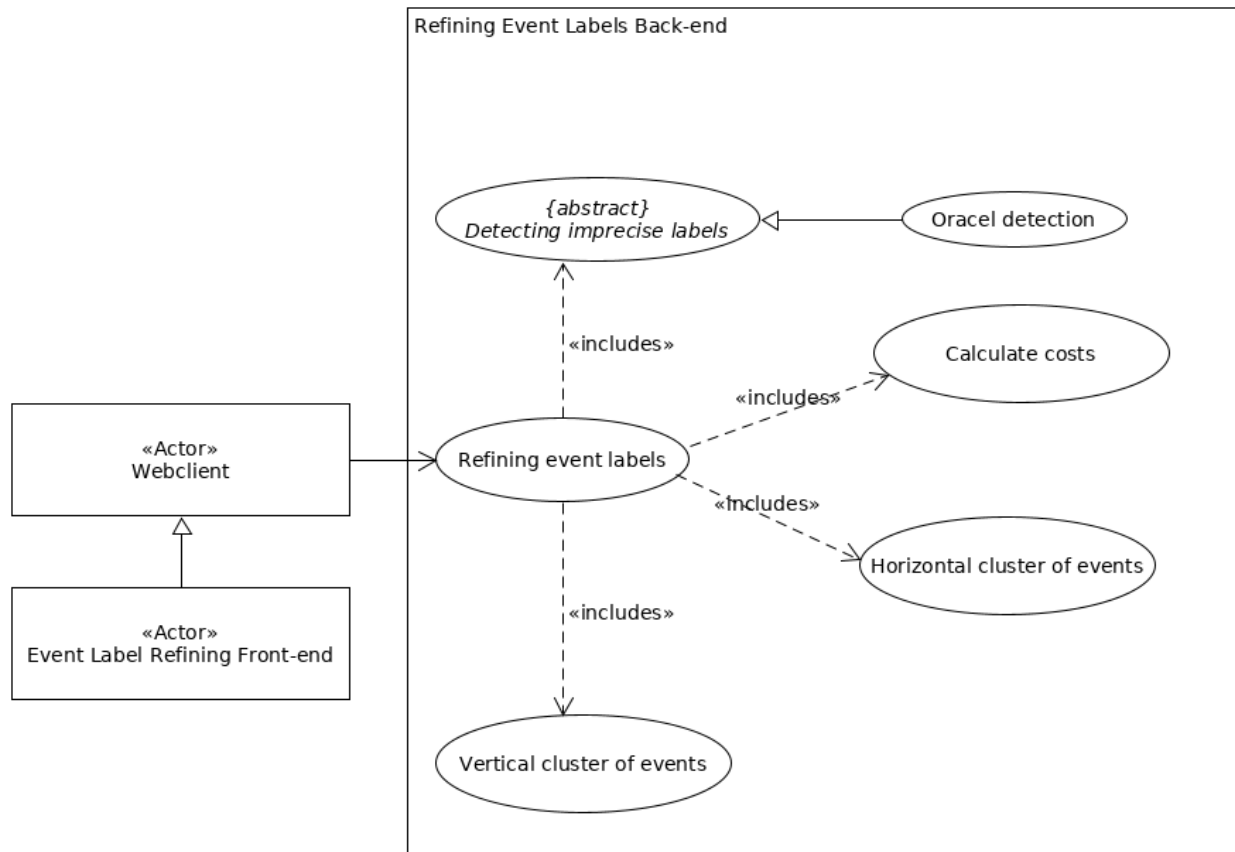 Refining Event Labels Back-end
{abstract}
Detecting imprecise labels
Oracel detection
«includes»
Calculate costs
«includes»
«Actor»
Webclient
Refining event labels
«includes»
Horizontal cluster of events
«Actor»
Event Label Refining Front-end
«includes»
Vertical cluster of events